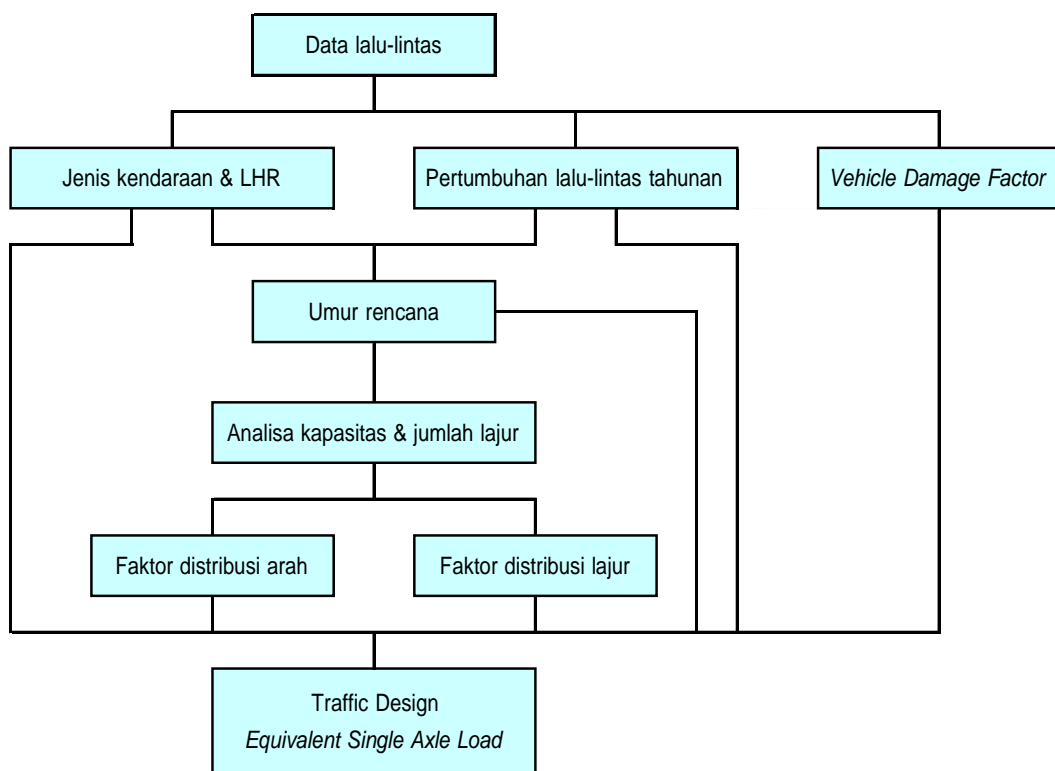 Data lalu-lintas
Jenis kendaraan & LHR
Pertumbuhan lalu-lintas tahunan
Vehicle Damage Factor
Umur rencana
Analisa kapasitas & jumlah lajur
Faktor distribusi arah
Faktor distribusi lajur
Traffic Design
Equivalent Single Axle Load